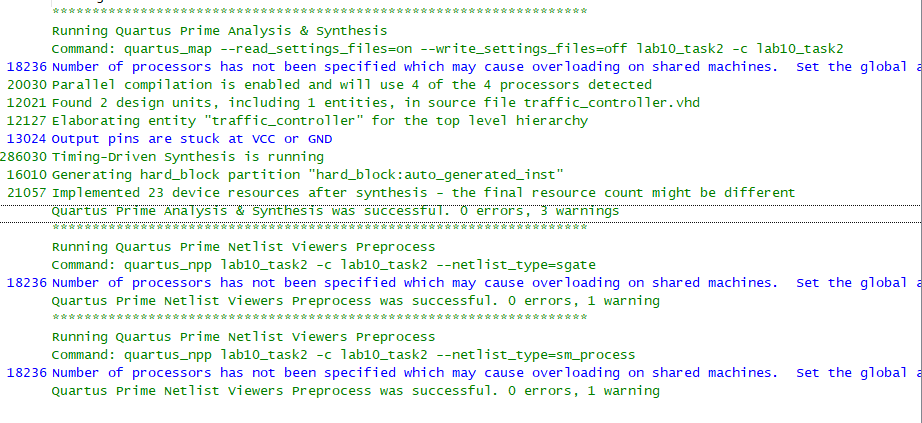 ************************************************************************
Running Quartus Prime Analysis & Synthesis
Command: quartus_map --read_settings_files=on --write_settings_files=off lab10_task2 -c lab10_task2
18236 Number of processors has not been specified which may cause overloading on shared machines.  Set the global a
20030 Parallel compilation is enabled and will use 4 of the 4 processors detected
12021 Found 2 design units, including 1 entities, in source file traffic_controller.vhd
12127 Elaborating entity "traffic_controller" for the top level hierarchy
13024 Output pins are stuck at VCC or GND
286030 Timing-Driven Synthesis is running
16010 Generating hard_block partition "hard_block:auto_generated_inst"
21057 Implemented 23 device resources after synthesis - the final resource count might be different
Quartus Prime Analysis & Synthesis was successful. 0 errors, 3 warnings
************************************************************************
Running Quartus Prime Netlist Viewers Preprocess
Command: quartus_npp lab10_task2 -c lab10_task2 --netlist_type=sgate
18236 Number of processors has not been specified which may cause overloading on shared machines.  Set the global a
Quartus Prime Netlist Viewers Preprocess was successful. 0 errors, 1 warning
************************************************************************
Running Quartus Prime Netlist Viewers Preprocess
Command: quartus_npp lab10_task2 -c lab10_task2 --netlist_type=sm_process
18236 Number of processors has not been specified which may cause overloading on shared machines.  Set the global a
Quartus Prime Netlist Viewers Preprocess was successful. 0 errors, 1 warning